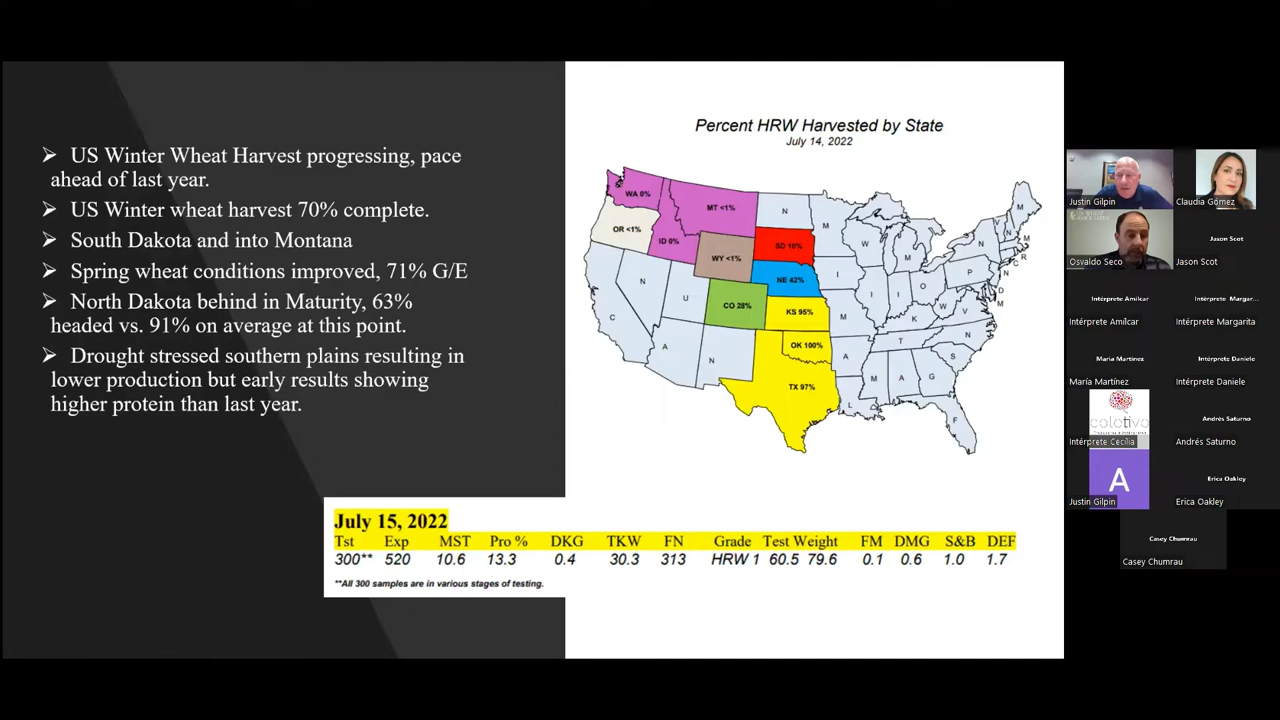 ➢ US Winter Wheat Harvest progressing, pace
ahead of last year.
➢ US Winter wheat harvest 70% complete.
➢ South Dakota and into Montana
➢ Spring wheat conditions improved, 71% G/E
➢ North Dakota behind in Maturity, 63%
headed vs. 91% on average at this point.
➢ Drought stressed southern plains resulting in
lower production but early results showing
higher protein than last year.
Percent HRW Harvested by State
July 14, 2022
WA 0%
MT <1%
OR <1%
ID 0%
WY <1%
SD 16%
NE 42%
CO 28%
KS 95%
OK 100%
TX 97%
N
M
W
M
N
M
N
U
C
A
N
I
I
I
O
P
M
K
W
V
T
N
A
M
A
G
S
L
F
N
M
N
C
R
N
D
M
July 15, 2022
Tst Exp MST Pro % DKG TKW FN Grade Test Weight FM DMG S&B DEF
300** 520 10.6 13.3 0.4 30.3 313 HRW 1 60.5 79.6 0.1 0.6 1.0 1.7
**All 300 samples are in various stages of testing.
Justin Gilpin
Claudia Gómez
Osvaldo Seco
Jason Scot
Jason Scot
Intérprete Amílcar
Intérprete Margar...
Intérprete Amílcar
Intérprete Margarita
María Martínez
Intérprete Daniele
María Martínez
Intérprete Daniele
coletivo
Intérprete Cecília
Andrés Saturno
Andrés Saturno
A
Justin Gilpin
Erica Oakley
Erica Oakley
Casey Chumrau
Casey Chumrau